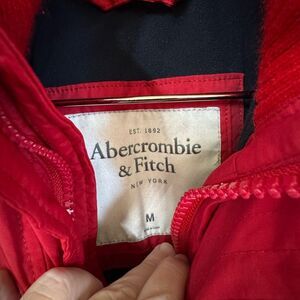 EST. 1892
Abercrombie
& Fitch
NEW YORK
M